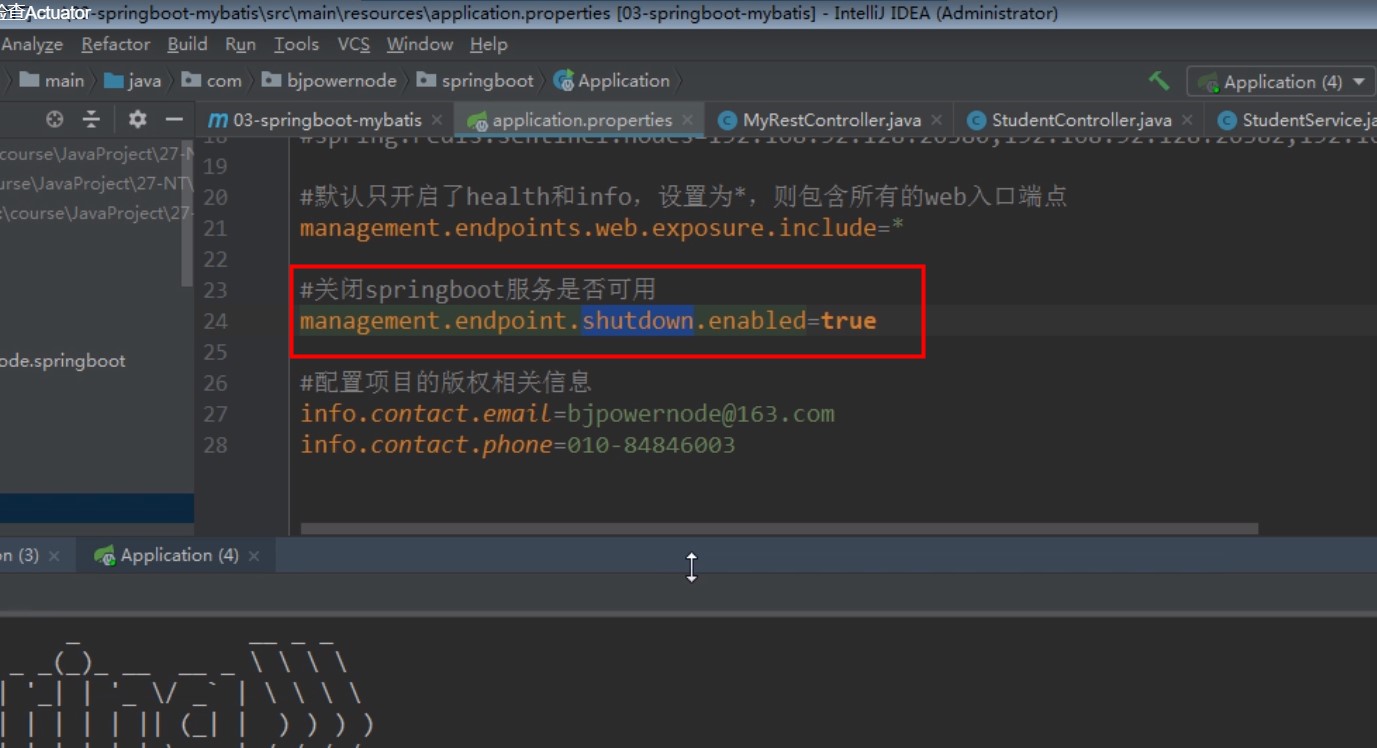 检查Actuator
-springboot-mybatis\src\main\resources\application.properties [03-springboot-mybatis] - IntelliJ IDEA (Administrator)
Analyze Refactor Build Run Tools VCS Window Help
main java com bjpowernode springboot Application Application (4)
03-springboot-mybatis application.properties MyRestController.java StudentController.java StudentService.ja
course\JavaProject\27-N
urse\JavaProject\27-NT\
:\course\JavaProject\27-
ode.springboot
18 #spring.redis.sentinel.nodes=192.168.92.128:26380,192.168.92.128:26382,192.16
19
20 #默认只开启了health和info，设置为*，则包含所有的web入口端点
21 management.endpoints.web.exposure.include=*
22
23 #关闭springboot服务是否可用
24 management.endpoint.shutdown.enabled=true
25
26 #配置项目的版权相关信息
27 info.contact.email=bjpowernode@163.com
28 info.contact.phone=010-84846003
on (3) Application (4)